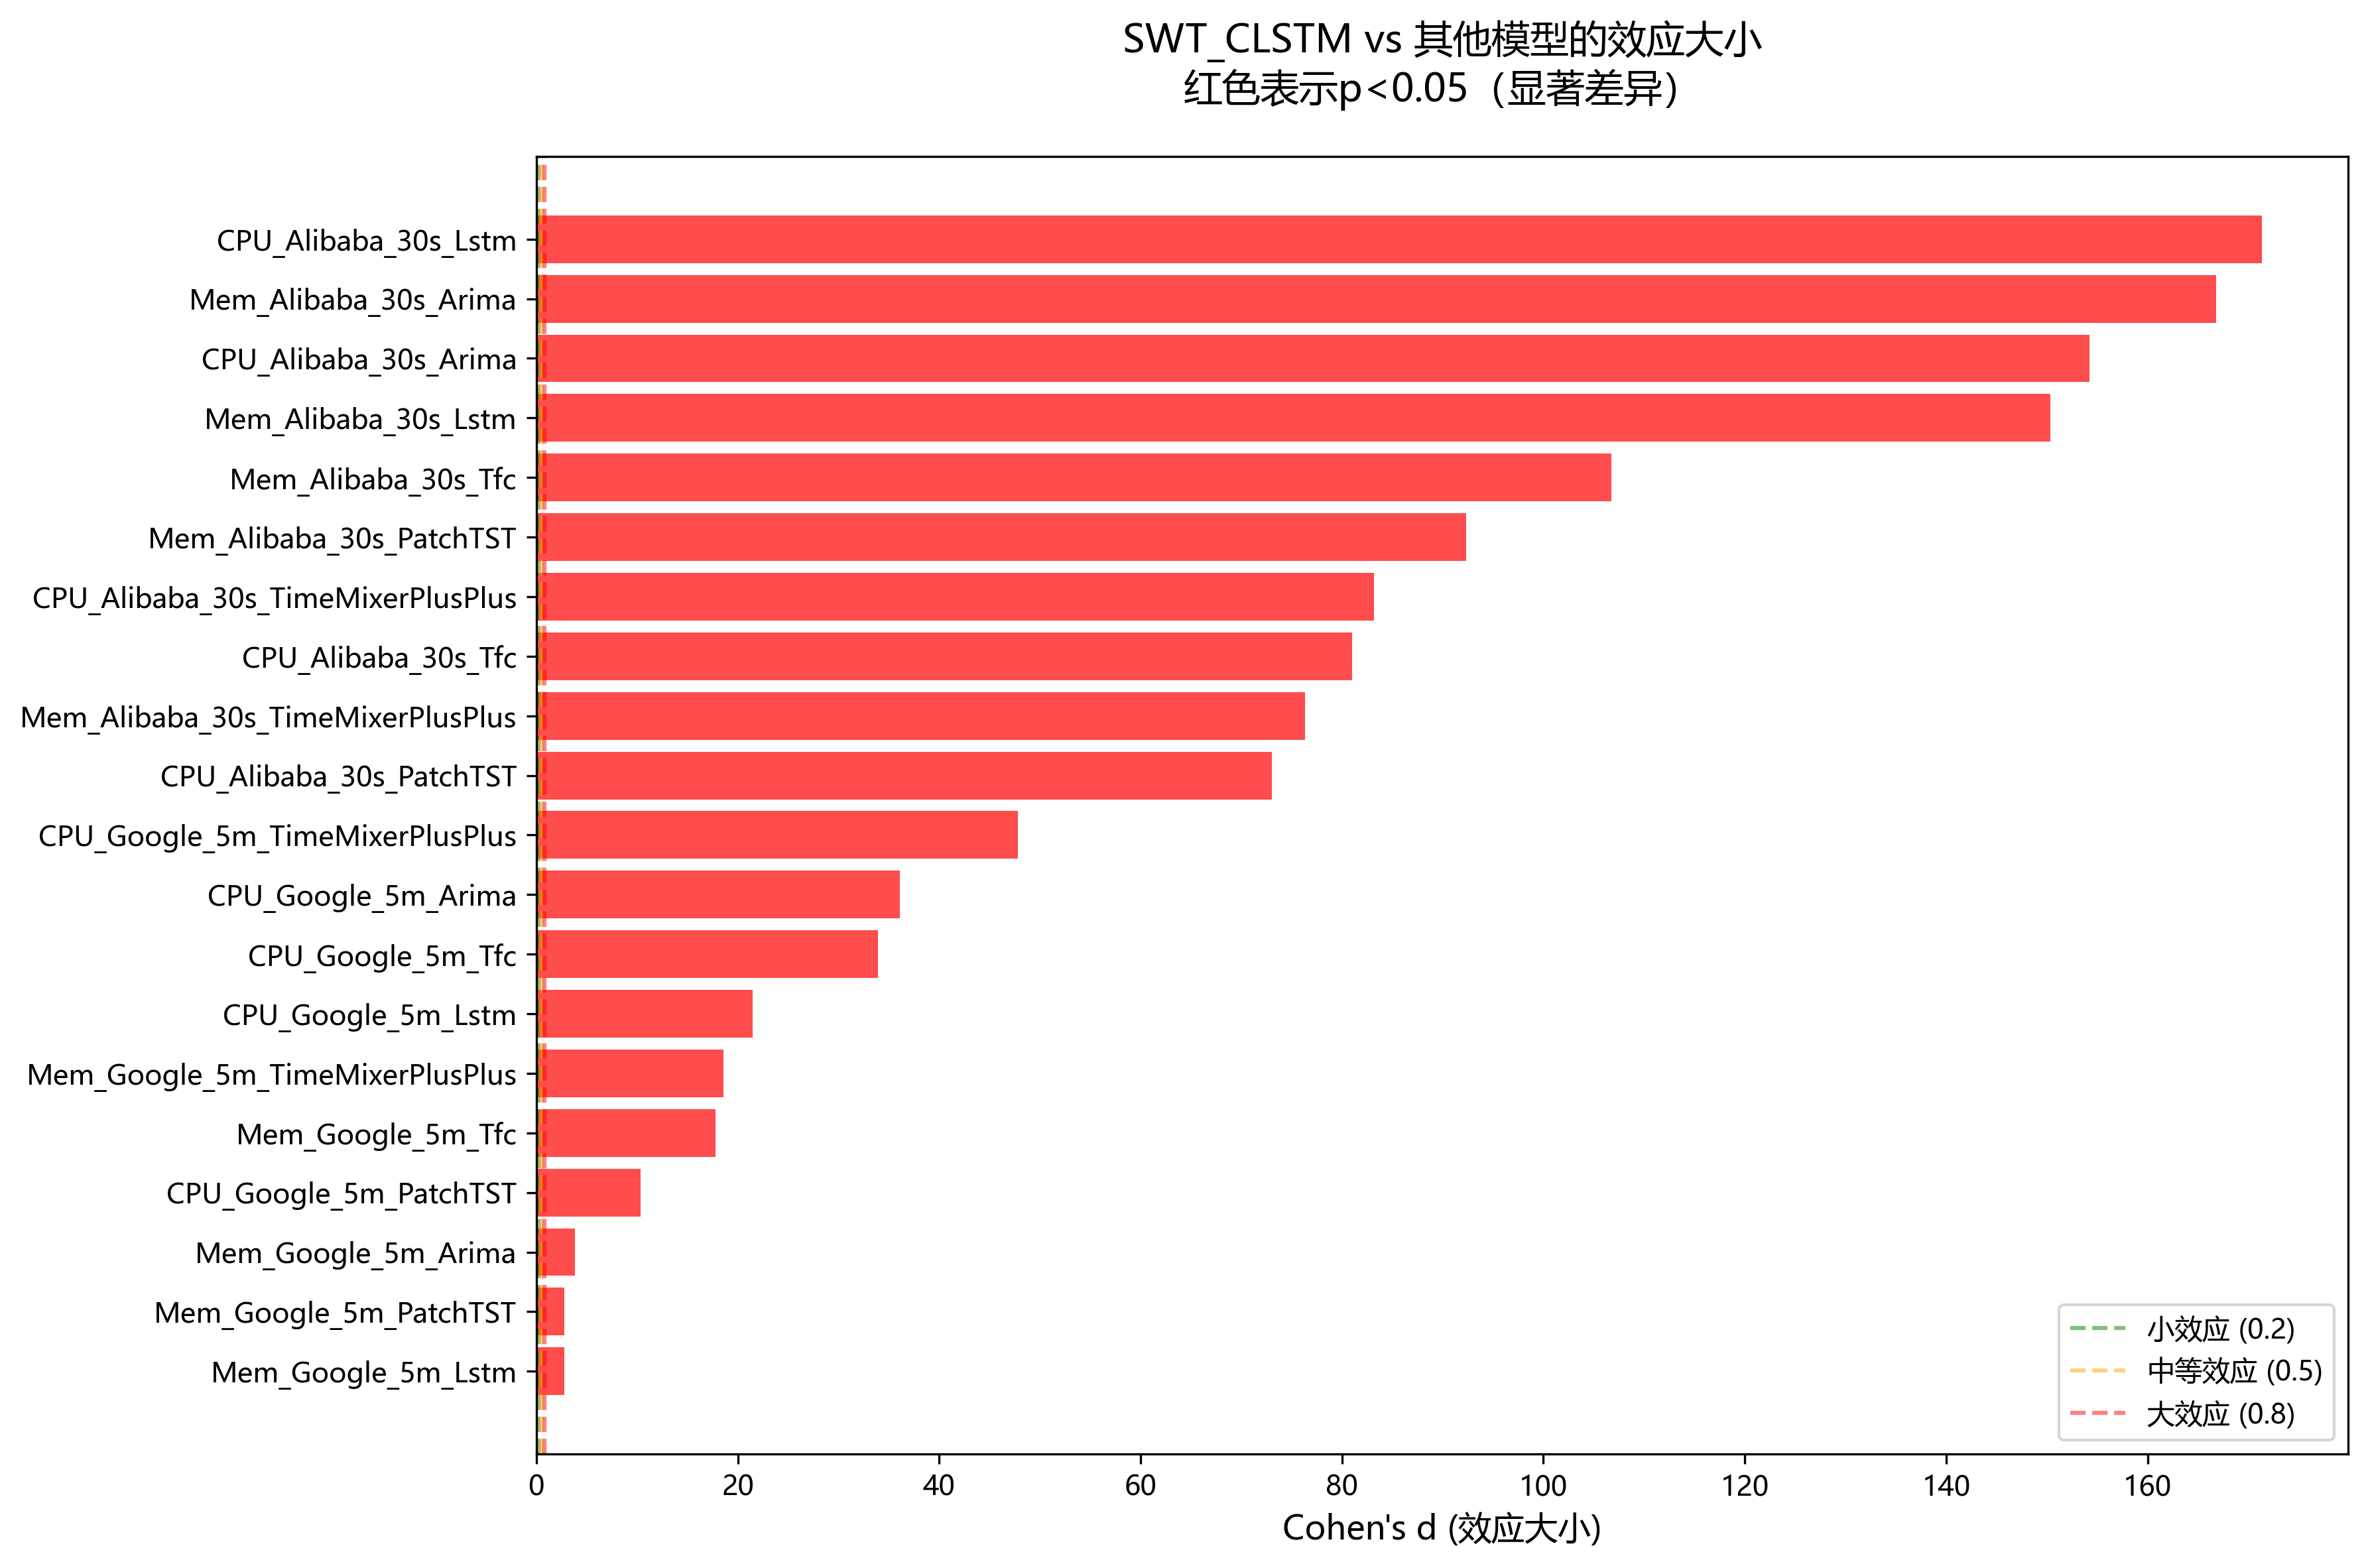 SWT_CLSTM vs 其他模型的效应大小
红色表示p<0.05（显著差异）
CPU_Alibaba_30s_Lstm
Mem_Alibaba_30s_Arima
CPU_Alibaba_30s_Arima
Mem_Alibaba_30s_Lstm
Mem_Alibaba_30s_Tfc
Mem_Alibaba_30s_PatchTST
CPU_Alibaba_30s_TimeMixerPlusPlus
CPU_Alibaba_30s_Tfc
Mem_Alibaba_30s_TimeMixerPlusPlus
CPU_Alibaba_30s_PatchTST
CPU_Google_5m_TimeMixerPlusPlus
CPU_Google_5m_Arima
CPU_Google_5m_Tfc
CPU_Google_5m_Lstm
Mem_Google_5m_TimeMixerPlusPlus
Mem_Google_5m_Tfc
CPU_Google_5m_PatchTST
Mem_Google_5m_Arima
Mem_Google_5m_PatchTST
Mem_Google_5m_Lstm
小效应 (0.2)
中等效应 (0.5)
大效应 (0.8)
0 20 40 60 80 100 120 140 160
Cohen's d (效应大小)